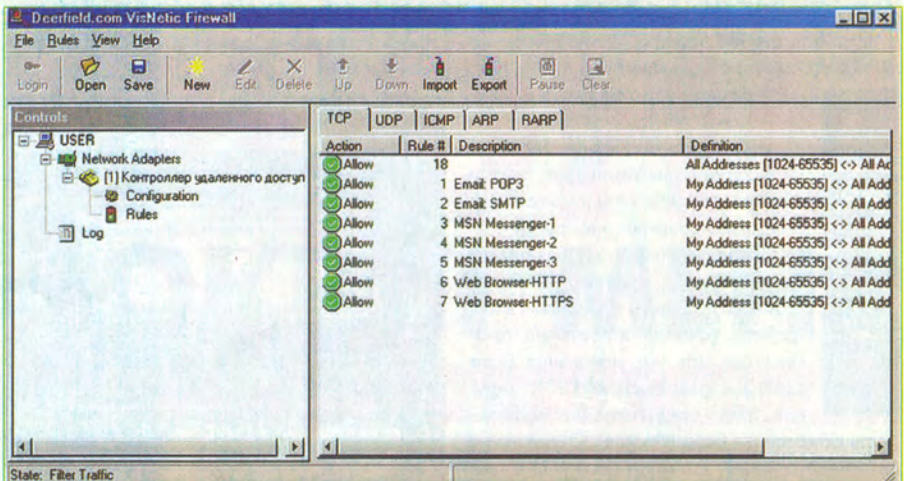 Deerfield.com VisNetic Firewall
File Rules View Help
Login Open Save New Edit Delete Up Down Import Export Pause Clear
Controls
USER
Network Adapters
[1] Контроллер удаленного доступ
Configuration
Rules
Log
TCP UDP ICMP ARP RARP
Action Rule # Description Definition
Allow 18 All Addresses [1024-65535] <-> All Ad
Allow 1 Email: POP3 My Address [1024-65535] <-> All Add
Allow 2 Email: SMTP My Address [1024-65535] <-> All Add
Allow 3 MSN Messenger-1 My Address [1024-65535] <-> All Add
Allow 4 MSN Messenger-2 My Address [1024-65535] <-> All Add
Allow 5 MSN Messenger-3 My Address [1024-65535] <-> All Add
Allow 6 Web Browser-HTTP My Address [1024-65535] <-> All Add
Allow 7 Web Browser-HTTPS My Address [1024-65535] <-> All Add
State: Filter Traffic